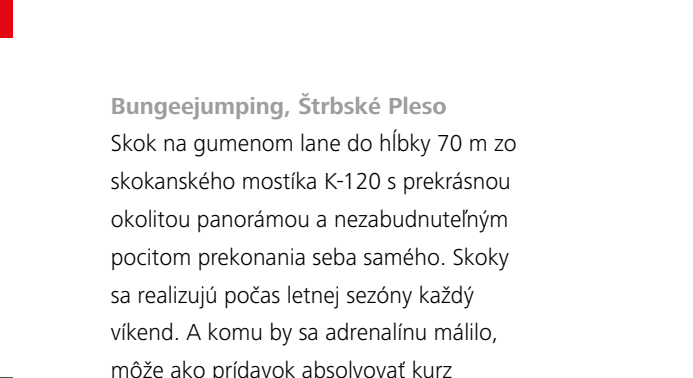 Bungeejumping, Štrbské Pleso
Skok na gumenom lane do hĺbky 70 m zo
skokanského mostíka K-120 s prekrásnou
okolitou panorámou a nezabudnuteľným
pocitom prekonania seba samého. Skoky
sa realizujú počas letnej sezóny každý
víkend. A komu by sa adrenalínu málilo,
môže ako prídavok absolvovať kurz